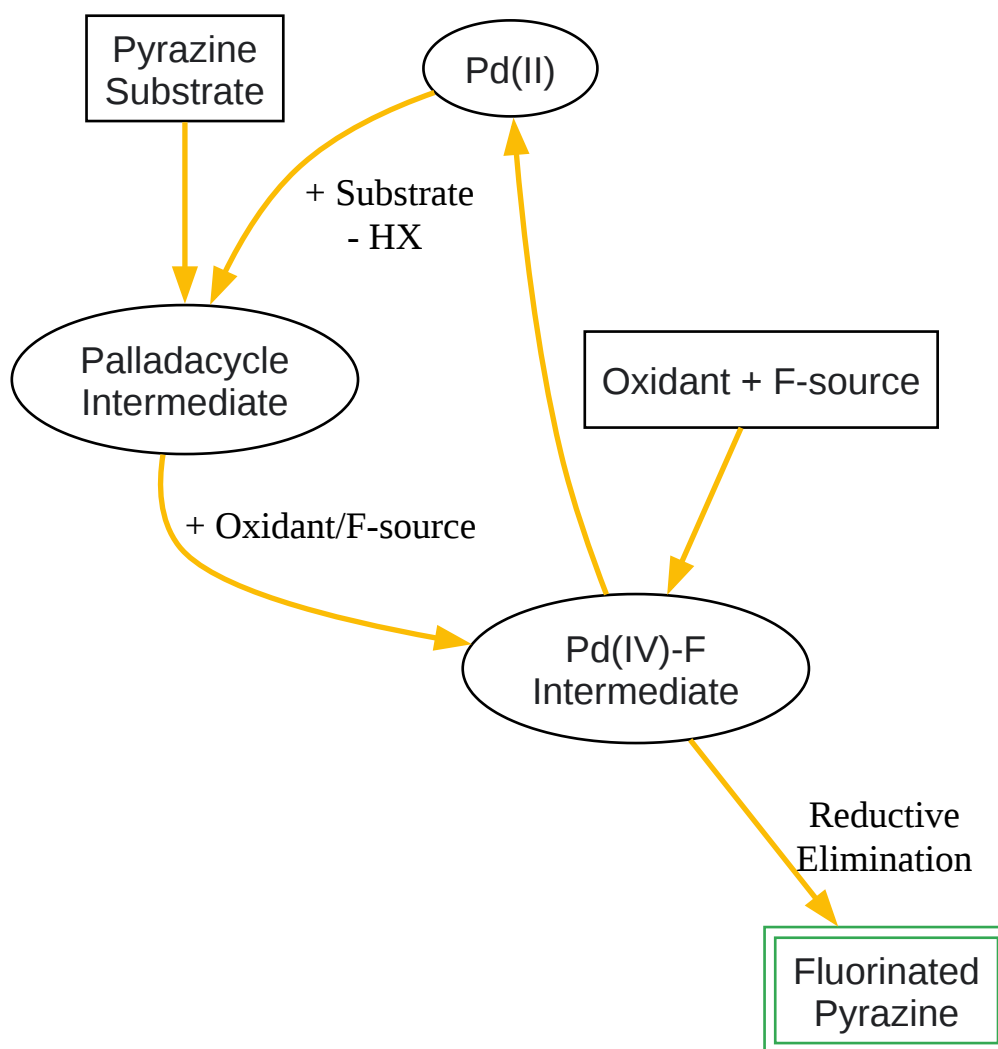 Pyrazine
Substrate
Pd(II)
+ Substrate
- HX
Palladacycle
Intermediate
Oxidant + F-source
+ Oxidant/F-source
Pd(IV)-F
Intermediate
Reductive
Elimination
Fluorinated
Pyrazine